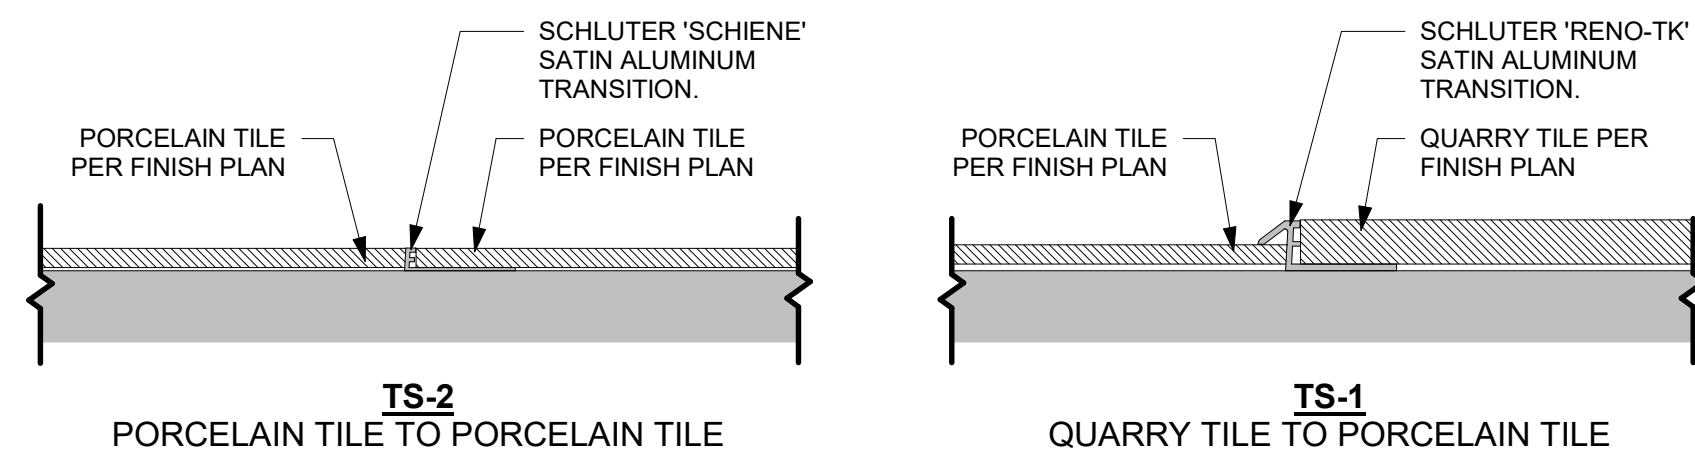 SCHLUTER 'SCHIENE'
SATIN ALUMINUM
TRANSITION.
PORCELAIN TILE
PER FINISH PLAN
PORCELAIN TILE
PER FINISH PLAN
TS-2
PORCELAIN TILE TO PORCELAIN TILE
SCHLUTER 'RENO-TK'
SATIN ALUMINUM
TRANSITION.
PORCELAIN TILE
PER FINISH PLAN
QUARRY TILE PER
FINISH PLAN
TS-1
QUARRY TILE TO PORCELAIN TILE